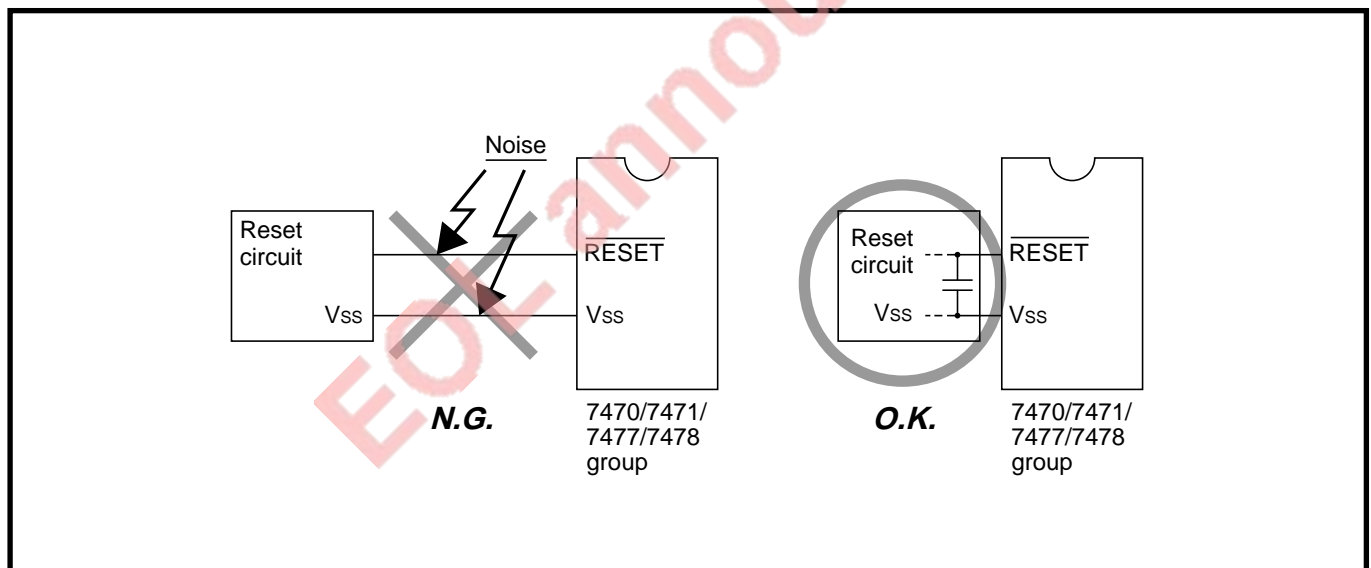 EOL annou
Noise
Reset
circuit
RESET
Vss
Vss
N.G.
7470/7471/
7477/7478
group
Reset
circuit
RESET
Vss
Vss
O.K.
7470/7471/
7477/7478
group